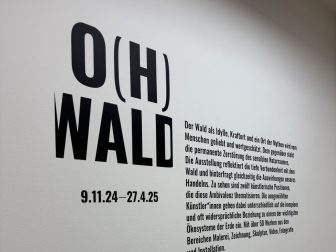 O(H)
WALD
9.11.24—27.4.25
Der Wald als Idylle, Kraftort und ein Ort der Mythen wird vom
Menschen geliebt und wertgeschätzt. Dem gegenüber steht
die permanente Zerstörung des sensiblen Naturraumes.
Die Ausstellung reflektiert die tiefe Verbundenheit mit dem
Wald und hinterfragt gleichzeitig die Auswirkungen unseres
Handelns. Zu sehen sind zwölf künstlerische Positionen,
die diese Ambivalenz thematisieren. Die ausgewählten
Künstler*innen gehen dabei unterschiedlich auf die komplexe
und oft widersprüchliche Beziehung zu einem der wichtigsten
Ökosysteme der Erde ein. Mit über 50 Werken aus den
Bereichen Malerei, Zeichnung, Skulptur, Video, Fotografie
und Installation